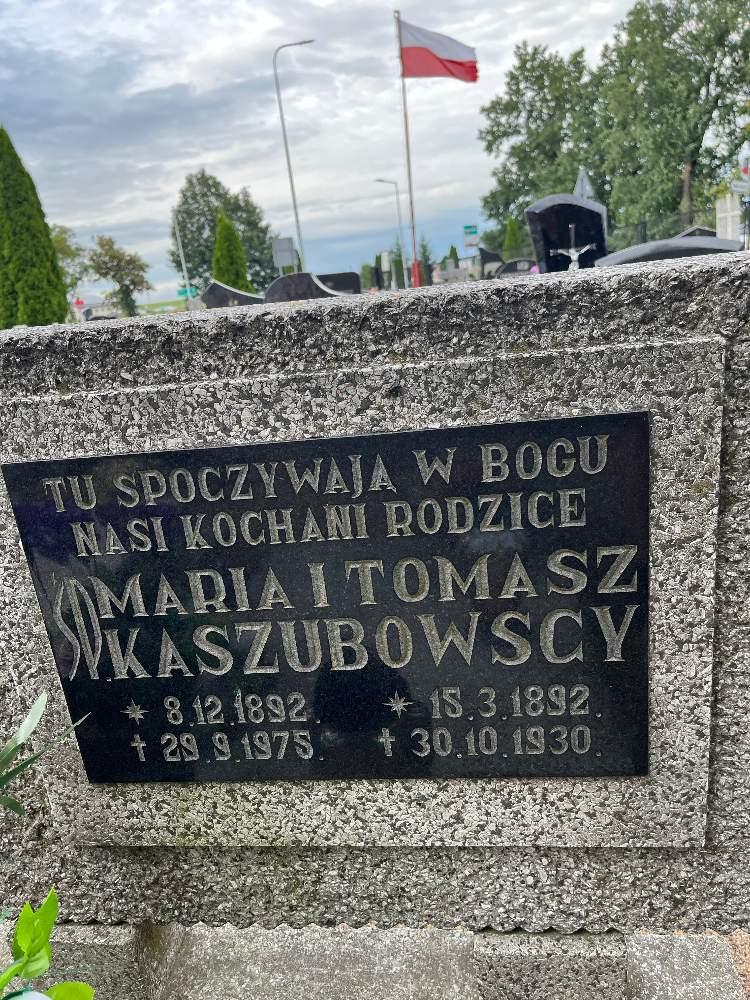 TU SPOCZYWAJĄ W BOGU
NASI KOCHANI RODZICE
ŚP. MARIA I TOMASZ
KASZUBOWSCY
* 8.12.1892. * 15.3.1892.
† 29.9.1975. † 30.10.1930.